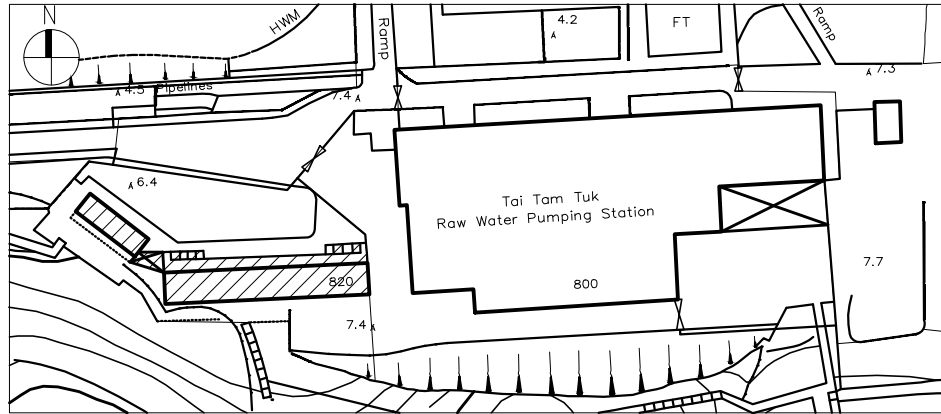 N
HWM
Ramp
4.2
FT
Ramp
7.3
4.5 Pipelines
7.4
6.4
Tai Tam Tuk
Raw Water Pumping Station
7.7
820
800
7.4